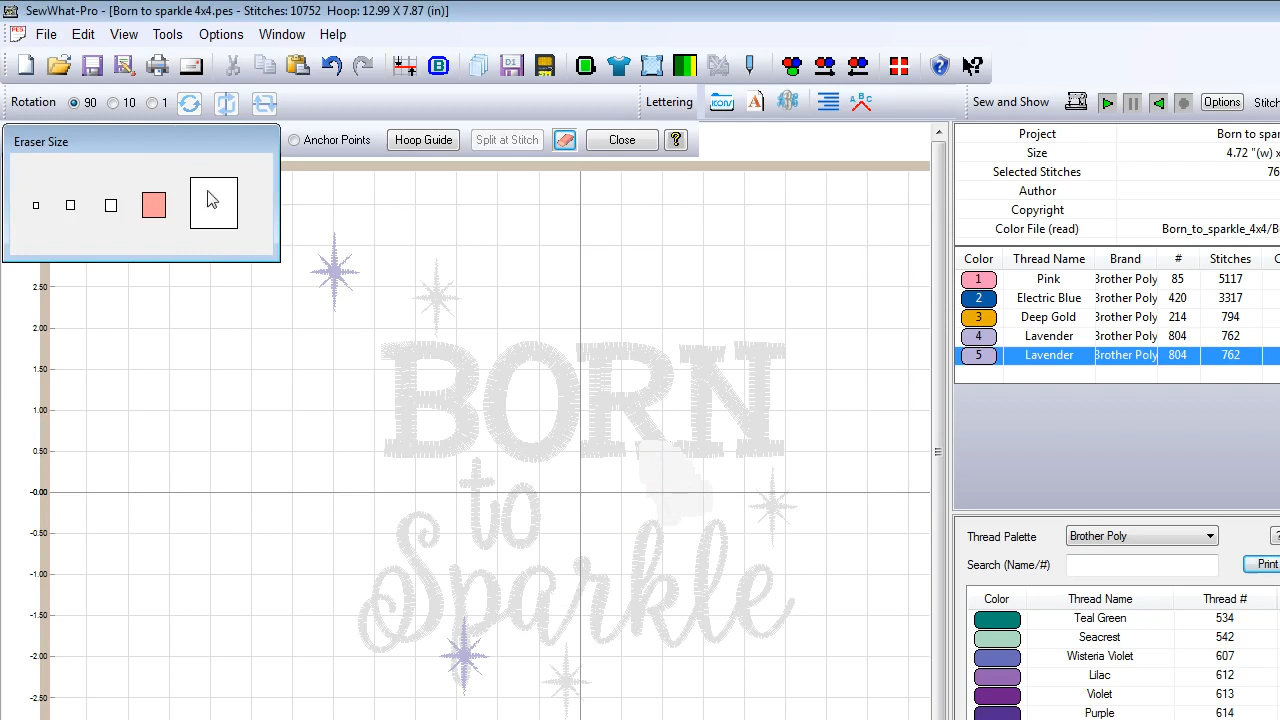 SewWhat-Pro - [Born to sparkle 4x4.pes - Stitches: 10752 Hoop: 12.99 X 7.87 (in)]
PES File Edit View Tools Options Window Help
D1
B
Rotation 90 10 1
Lettering
ICON A ABC
Sew and Show Options Stitc
Eraser Size
Anchor Points Hoop Guide Split at Stitch Close ?
Project Born to spa
Size 4.72 "(w) x
Selected Stitches 76
Author
Copyright
Color File (read) Born_to_sparkle_4x4/B
Color Thread Name Brand # Stitches C
1 Pink Brother Poly 85 5117
2 Electric Blue Brother Poly 420 3317
3 Deep Gold Brother Poly 214 794
4 Lavender Brother Poly 804 762
5 Lavender Brother Poly 804 762
2.50
2.00
1.50
1.00
0.50
-0.00
-0.50
-1.00
-1.50
-2.00
-2.50
BORN
to
Sparkle
Thread Palette Brother Poly ?
Search (Name/#) Print
Color Thread Name Thread #
Teal Green 534
Seacrest 542
Wisteria Violet 607
Lilac 612
Violet 613
Purple 614